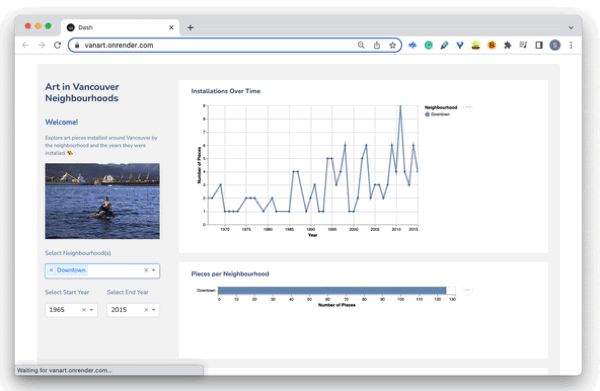 Dash
vanart.onrender.com
S
Art in Vancouver
Neighbourhoods
Welcome!
Explore art pieces installed around Vancouver by
the neighbourhood and the years they were
installed
Select Neighbourhood(s)
× Downtown
Select Start Year
Select End Year
1965
2015
Installations Over Time
Number of Pieces
9
8
7
6
5
4
3
2
1
0
1970
1975
1980
1985
1990
1995
2000
2005
2010
2015
Year
Neighbourhood
Downtown
Pieces per Neighbourhood
Downtown
0
10
20
30
40
50
60
70
80
90
100
110
120
130
Number of Pieces
Waiting for vanart.onrender.com...